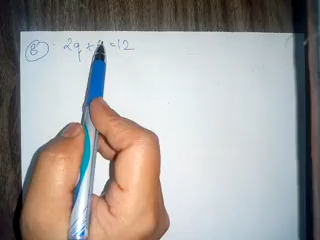 (8). 2q + = 12